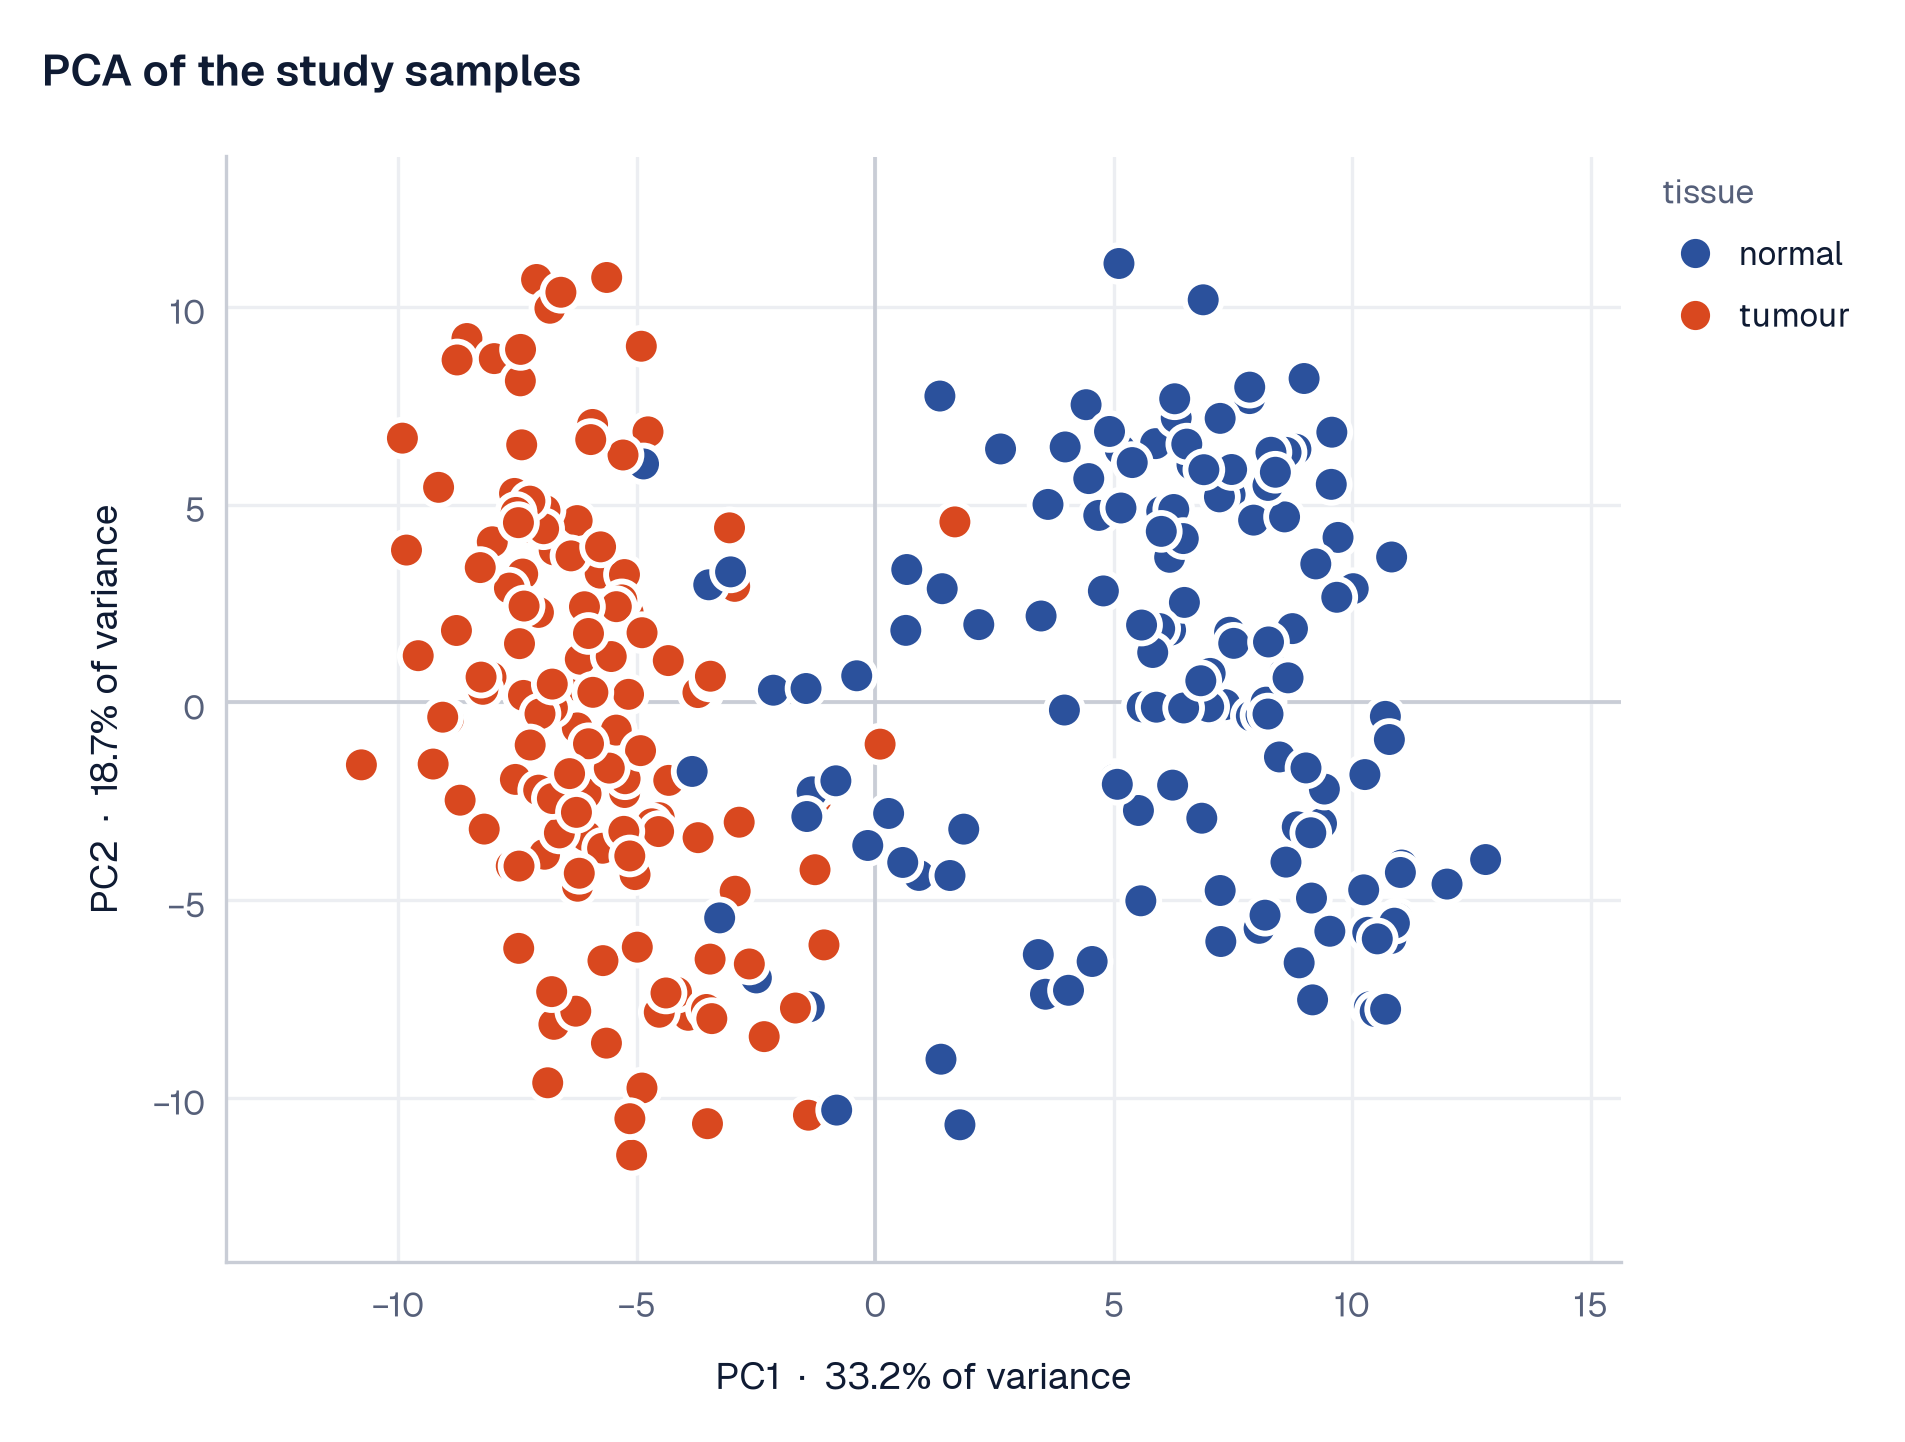 PCA of the study samples
tissue
normal
tumour
10
5
0
−5
−10
PC2 · 18.7% of variance
−10
−5
0
5
10
15
PC1 · 33.2% of variance